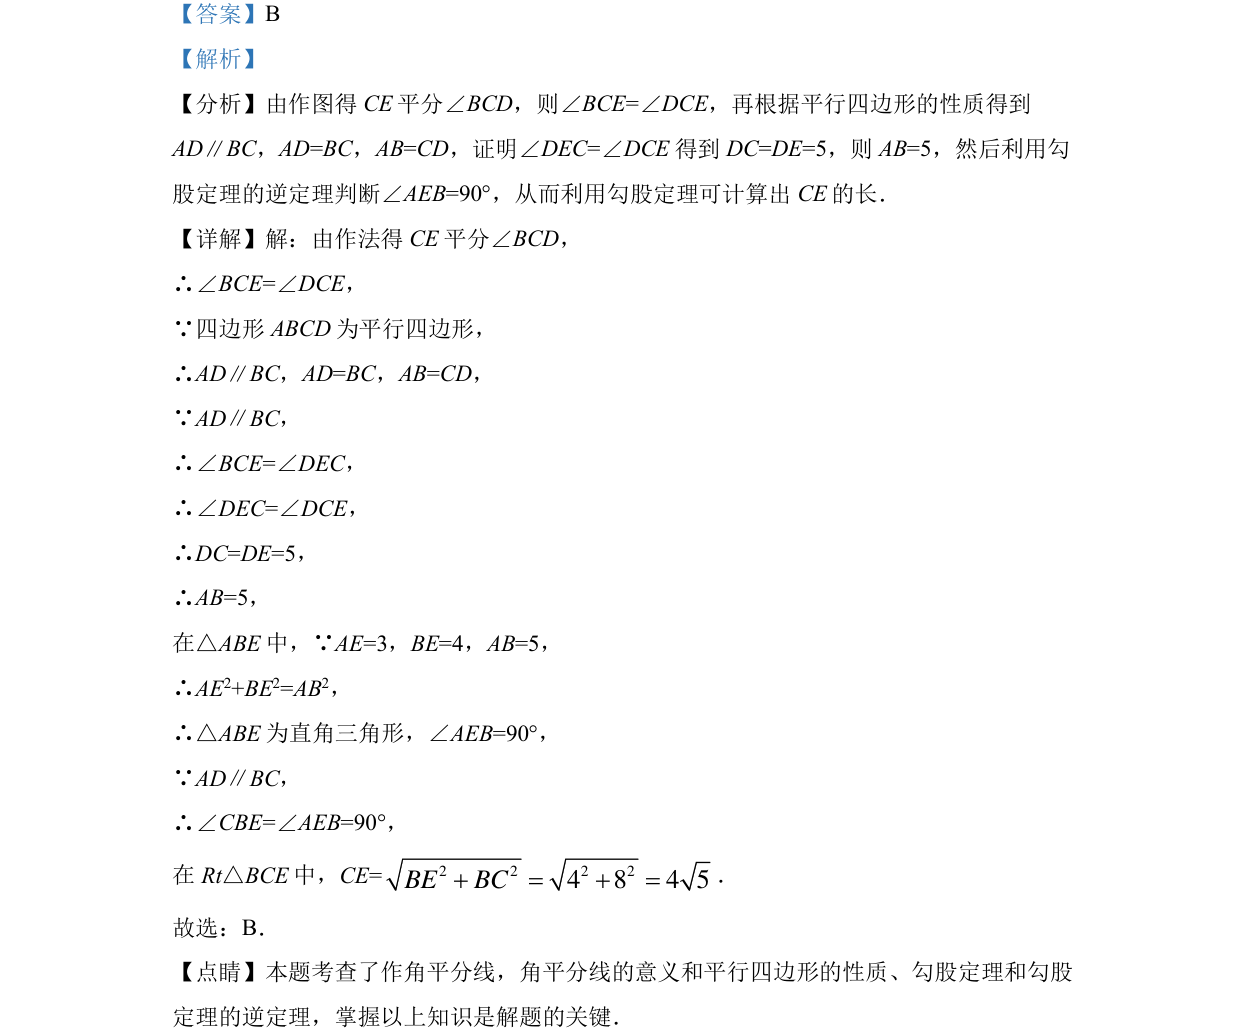 【答案】B
【解析】
【分析】由作图得 CE 平分∠BCD，则∠BCE=∠DCE，再根据平行四边形的性质得到
AD∥BC，AD=BC，AB=CD，证明∠DEC=∠DCE 得到 DC=DE=5，则 AB=5，然后利用勾
股定理的逆定理判断∠AEB=90°，从而利用勾股定理可计算出 CE 的长．
【详解】解：由作法得 CE 平分∠BCD，
∴∠BCE=∠DCE，
∵四边形 ABCD 为平行四边形，
∴AD∥BC，AD=BC，AB=CD，
∵AD∥BC，
∴∠BCE=∠DEC，
∴∠DEC=∠DCE，
∴DC=DE=5，
∴AB=5，
在△ABE 中，∵AE=3，BE=4，AB=5，
∴AE²+BE²=AB²，
∴△ABE 为直角三角形，∠AEB=90°，
∵AD∥BC，
∴∠CBE=∠AEB=90°，
在 Rt△BCE 中，CE=√(BE²+BC²)=√(4²+8²)=4√5．
故选：B．
【点睛】本题考查了作角平分线，角平分线的意义和平行四边形的性质、勾股定理和勾股
定理的逆定理，掌握以上知识是解题的关键．